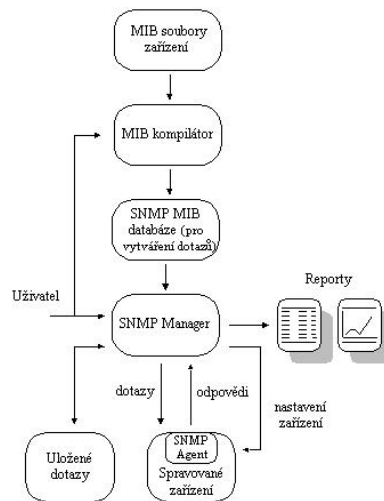 MIB soubory
zařízení
MIB kompilátor
SNMP MIB
databáze (pro
vytváření dotazů)
Reporty
Uživatel
SNMP Manager
dotazy
odpovědi
nastavení
zařízení
Uložené
dotazy
SNMP
Agent
Spravované
zařízení